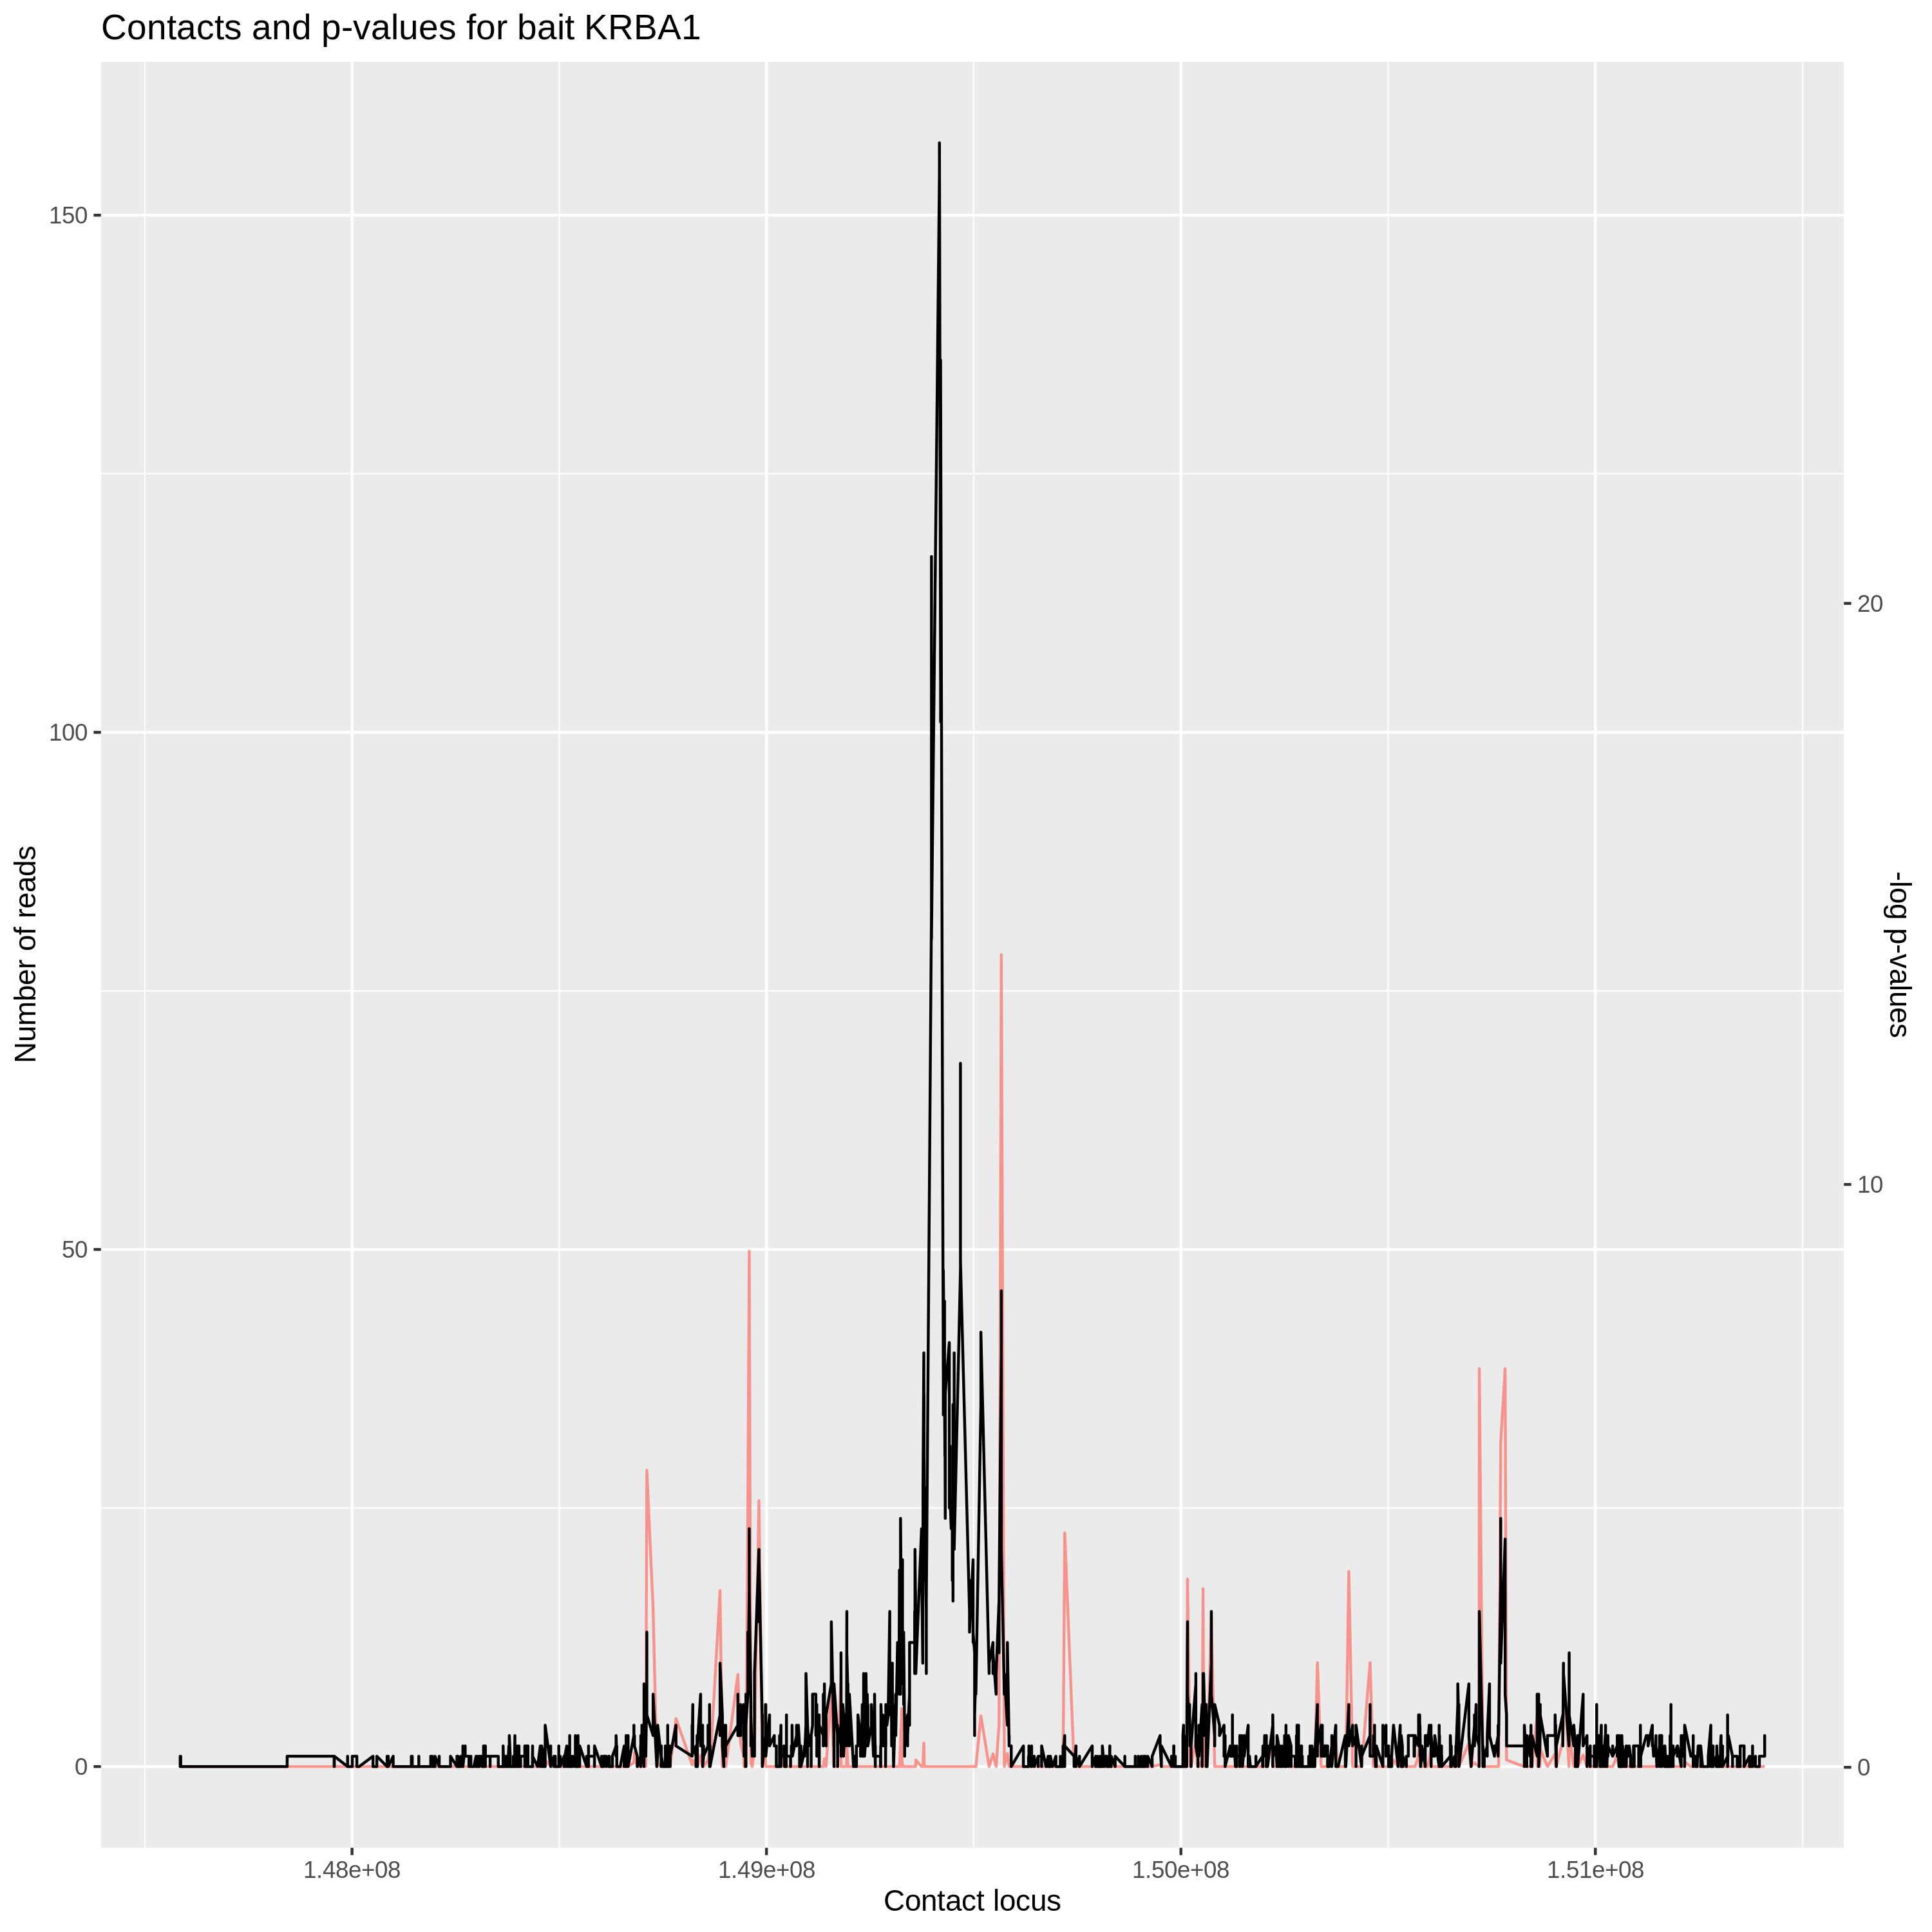 Contacts and p-values for bait KRBA1
150
100
50
0
Number of reads
20
10
0
-log p-values
1.48e+08
1.49e+08
1.50e+08
1.51e+08
Contact locus